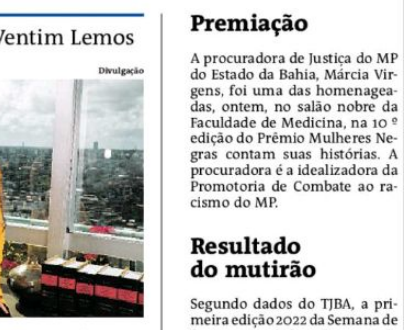 Ventim Lemos
Divulgação
Premiação
A procuradora de Justiça do MP
do Estado da Bahia, Márcia Vir-
gens, foi uma das homenagea-
das, ontem, no salão nobre da
Faculdade de Medicina, na 10 º
edição do Prêmio Mulheres Ne-
gras contam suas histórias. A
procuradora é a idealizadora da
Promotoria de Combate ao ra-
cismo do MP.
Resultado
do mutirão
Segundo dados do TJBA, a pri-
meira edição 2022 da Semana de